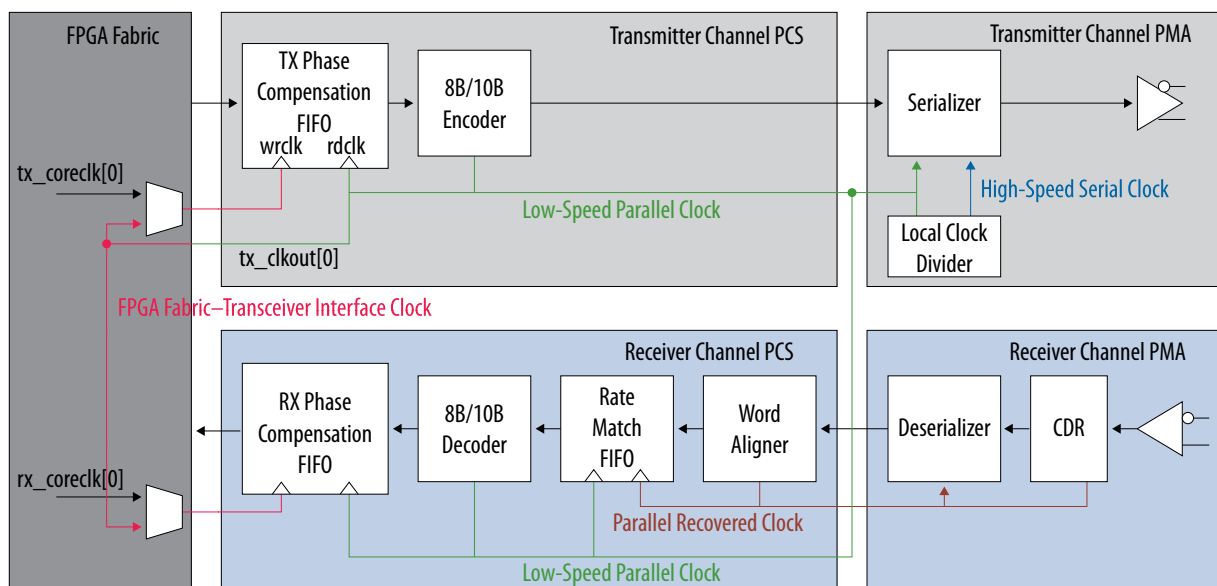 FPGA Fabric
Transmitter Channel PCS
Transmitter Channel PMA
TX Phase
Compensation
FIFO
wrclk
rdclk
8B/10B
Encoder
Serializer
tx_coreclk[0]
High-Speed Serial Clock
Low-Speed Parallel Clock
Local Clock
Divider
tx_clkout[0]
FPGA Fabric–Transceiver Interface Clock
Receiver Channel PCS
Receiver Channel PMA
RX Phase
Compensation
FIFO
8B/10B
Decoder
Rate
Match
FIFO
Word
Aligner
Deserializer
CDR
rx_coreclk[0]
Parallel Recovered Clock
Low-Speed Parallel Clock